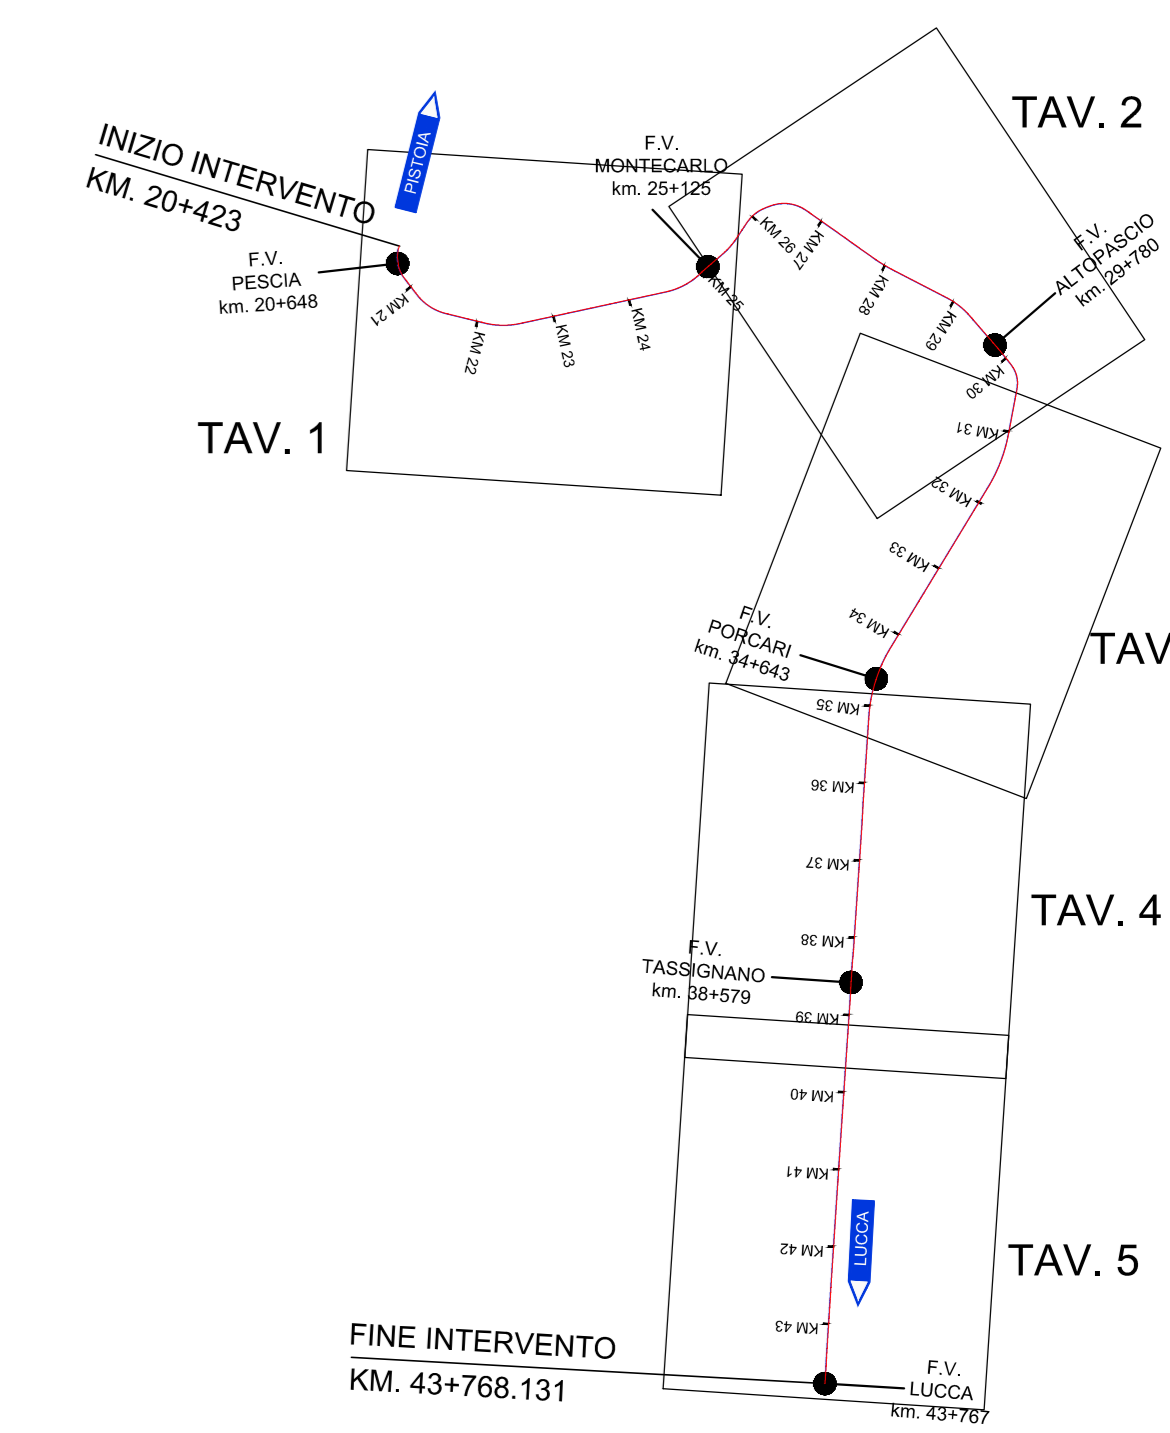 INIZIO INTERVENTO
KM. 20+423
PISTOIA
F.V.
MONTECARLO
km. 25+125
TAV. 2
F.V.
ALTOPASCIO
km. 29+780
F.V.
PESCIA
km. 20+648
KM 21
KM 22
KM 23
KM 24
KM 25
KM 26
KM 27
KM 28
KM 29
KM 30
TAV. 1
KM 31
KM 32
KM 33
KM 34
F.V.
PORCARI
km. 34+643
TAV
KM 35
KM 36
KM 37
KM 38
TAV. 4
F.V.
TASSIGNANO
km. 38+579
KM 39
KM 40
KM 41
LUCCA
KM 42
TAV. 5
KM 43
FINE INTERVENTO
KM. 43+768.131
F.V.
LUCCA
km. 43+767